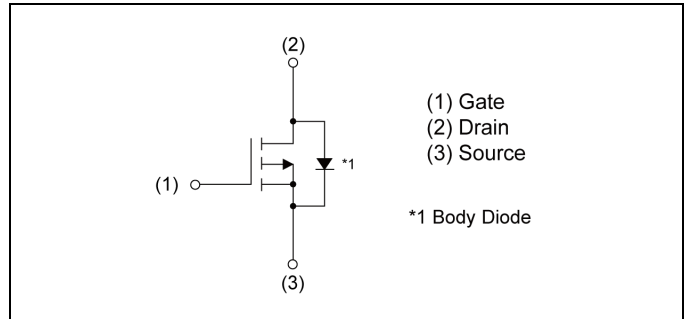 (2)
(1) Gate
(2) Drain
(3) Source
*1
(1)
*1 Body Diode
(3)